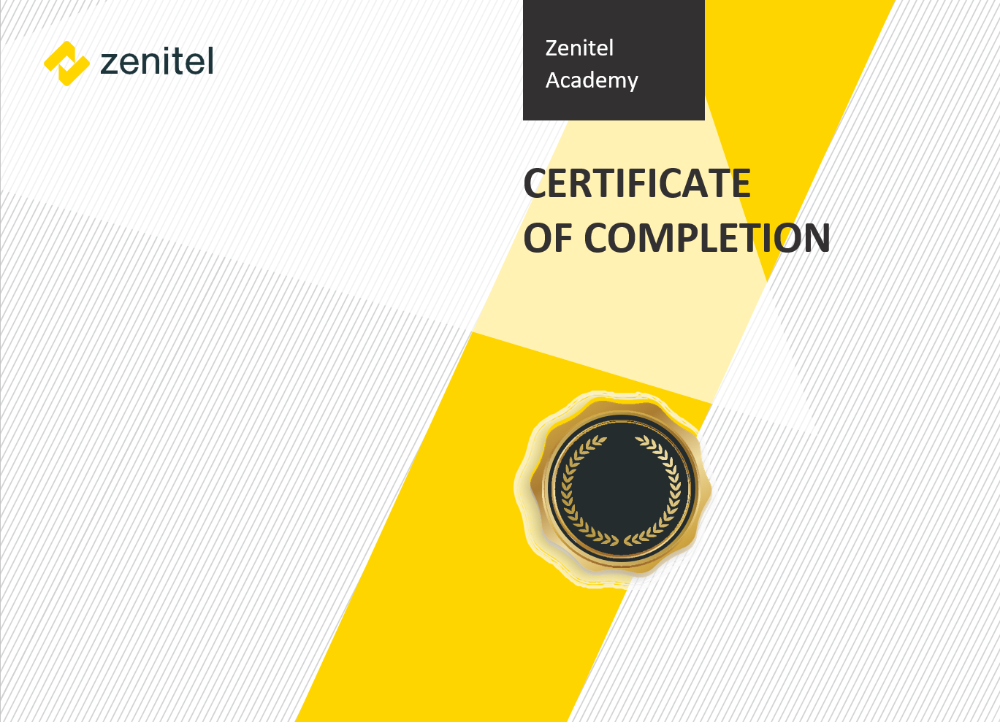 zenitel
Zenitel
Academy
CERTIFICATE
OF COMPLETION